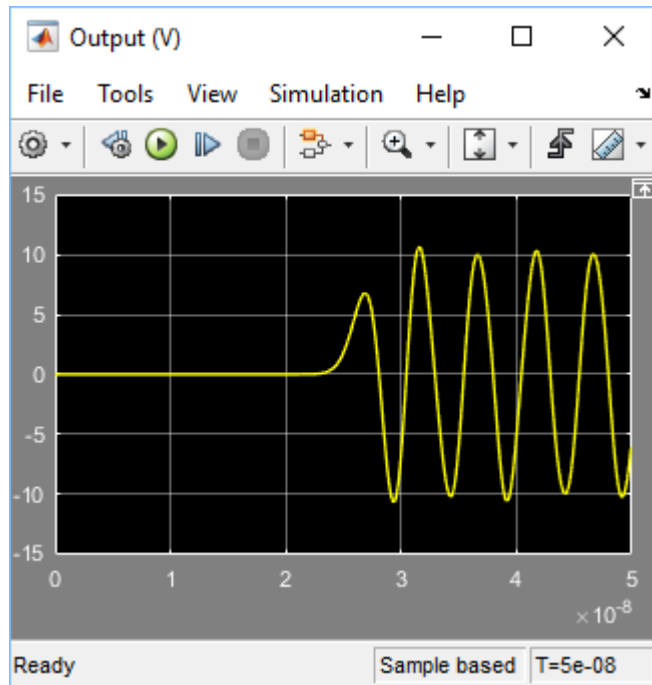 Output (V)
File Tools View Simulation Help
15
10
5
0
-5
-10
-15
0 1 2 3 4 5
×10-8
Ready Sample based T=5e-08